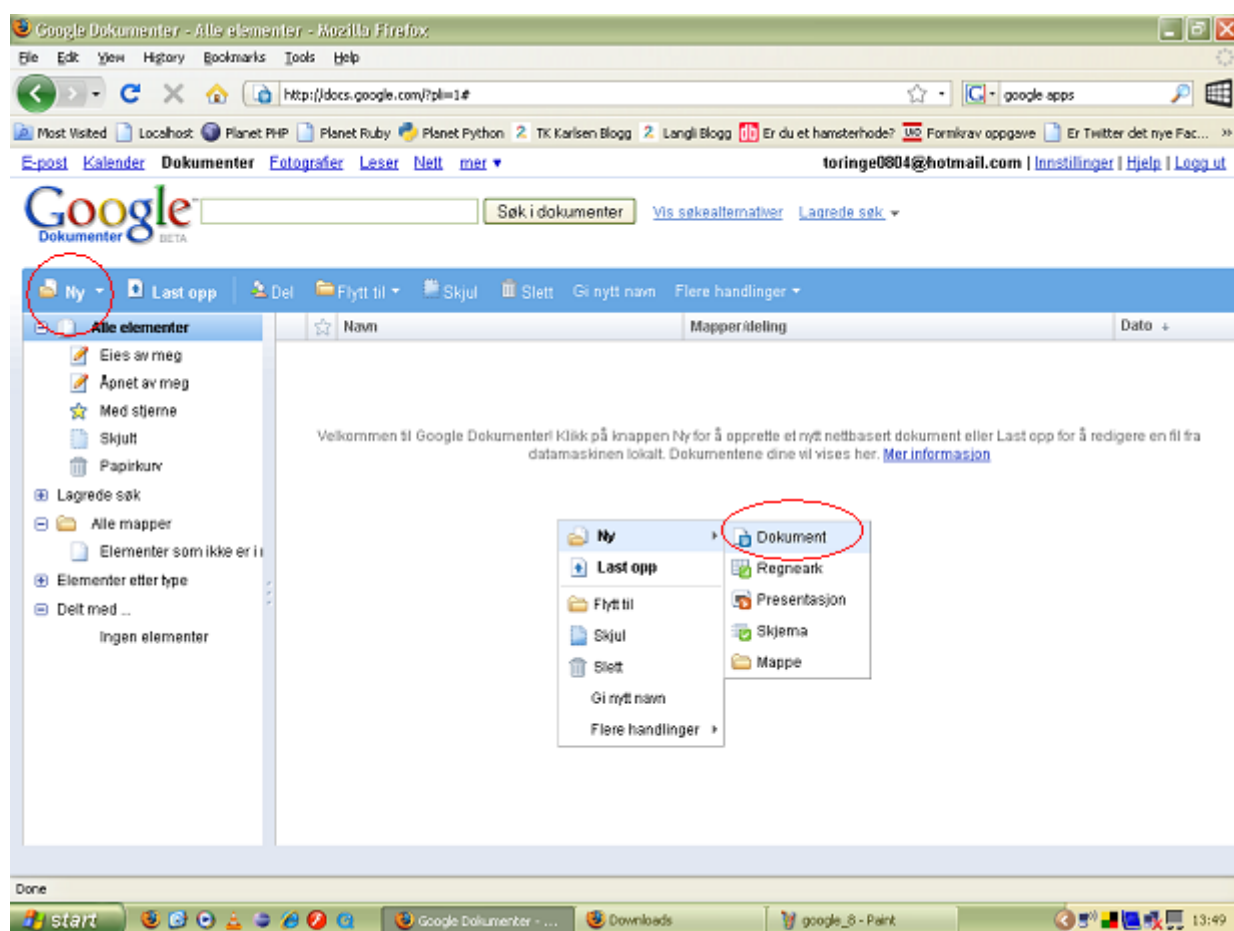 Google Dokumenter - Alle elementer - Mozilla Firefox
File Edit View History Bookmarks Tools Help
http://docs.google.com/?pli=1# google apps
Most Visited Localhost Planet PHP Planet Ruby Planet Python TK Karlsen Blogg Langli Blogg Er du et hamsterhode? Formkrav oppgave Er Twitter det nye Fac... »
E-post Kalender Dokumenter Fotografier Leser Nett mer ▼ toringe0804@hotmail.com | Innstillinger | Hjelp | Logg ut
Google Søk i dokumenter Vis søkealternativer Lagrede søk
Dokumenter BETA
Ny Last opp Del Flytt til Skjul Slett Gi nytt navn Flere handlinger
Alle elementer Navn Mapper/deling Dato
Eies av meg
Åpnet av meg
Med stjerne
Skjult
Papirkurv
Velkommen til Google Dokumenter! Klikk på knappen Ny for å opprette et nytt nettbasert dokument eller Last opp for å redigere en fil fra
datamaskinen lokalt. Dokumentene dine vil vises her. Mer informasjon
Lagrede søk
Alle mapper
Elementer som ikke er i
Elementer etter type
Delt med ...
Ingen elementer
Ny
Last opp
Flytt til
Skjul
Slett
Gi nytt navn
Flere handlinger
Dokument
Regneark
Presentasjon
Skjema
Mappe
Done
start Google Dokumenter - ... Downloads google_8 - Paint 13:49